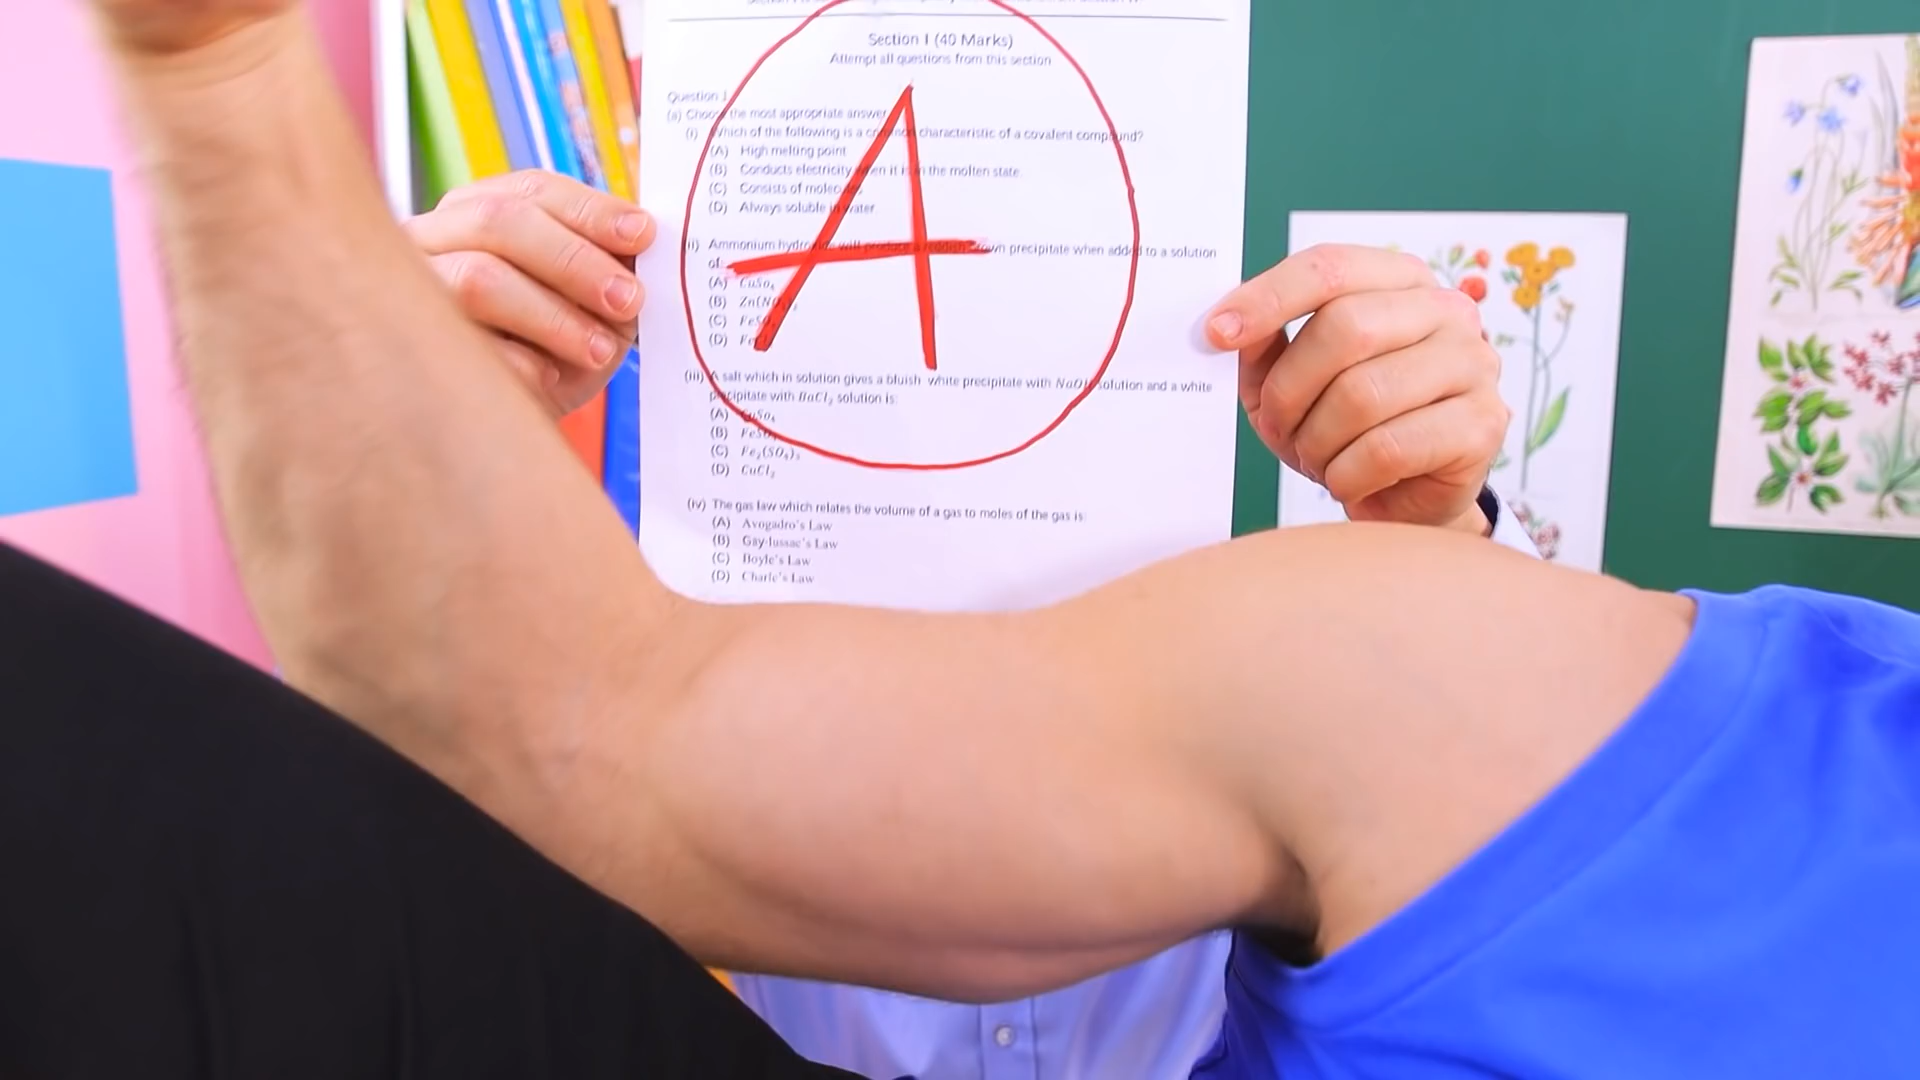 Section I (40 Marks)
Attempt all questions from this section
Question 1
(a) Choose the most appropriate answer
(i) Which of the following is a common characteristic of a covalent compound?
(A) High melting point
(B) Conducts electricity when it is in the molten state
(C) Consists of molecules
(D) Always soluble in water
(ii) Ammonium hydroxide will produce a reddish brown precipitate when added to a solution
of:
(A) CuSo₄
(B) Zn(NO₃)₂
(C) FeSO₄
(D)
(iii) A salt which in solution gives a bluish white precipitate with NaOH solution and a white
precipitate with BaCl₂ solution is:
(A) CuSo₄
(B) FeSo₄
(C) Fe₂(SO₄)₃
(D) CuCl₂
(iv) The gas law which relates the volume of a gas to moles of the gas is:
(A) Avogadro's Law
(B) Gay-lussac's Law
(C) Boyle's Law
(D) Charle's Law
A